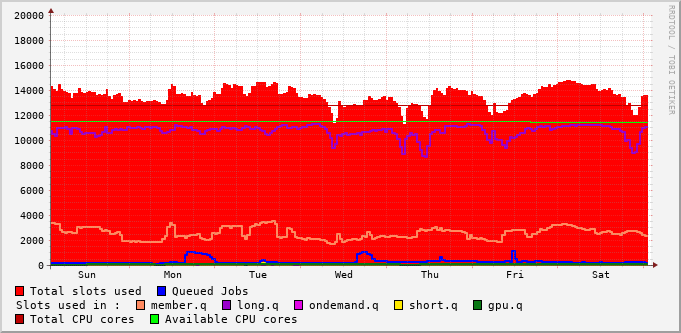 RRDTOOL / TOBI OETIKER
20000
18000
16000
14000
12000
10000
8000
6000
4000
2000
0
Sun Mon Tue Wed Thu Fri Sat
Total slots used Queued Jobs
Slots used in : member.q long.q ondemand.q short.q gpu.q
Total CPU cores Available CPU cores